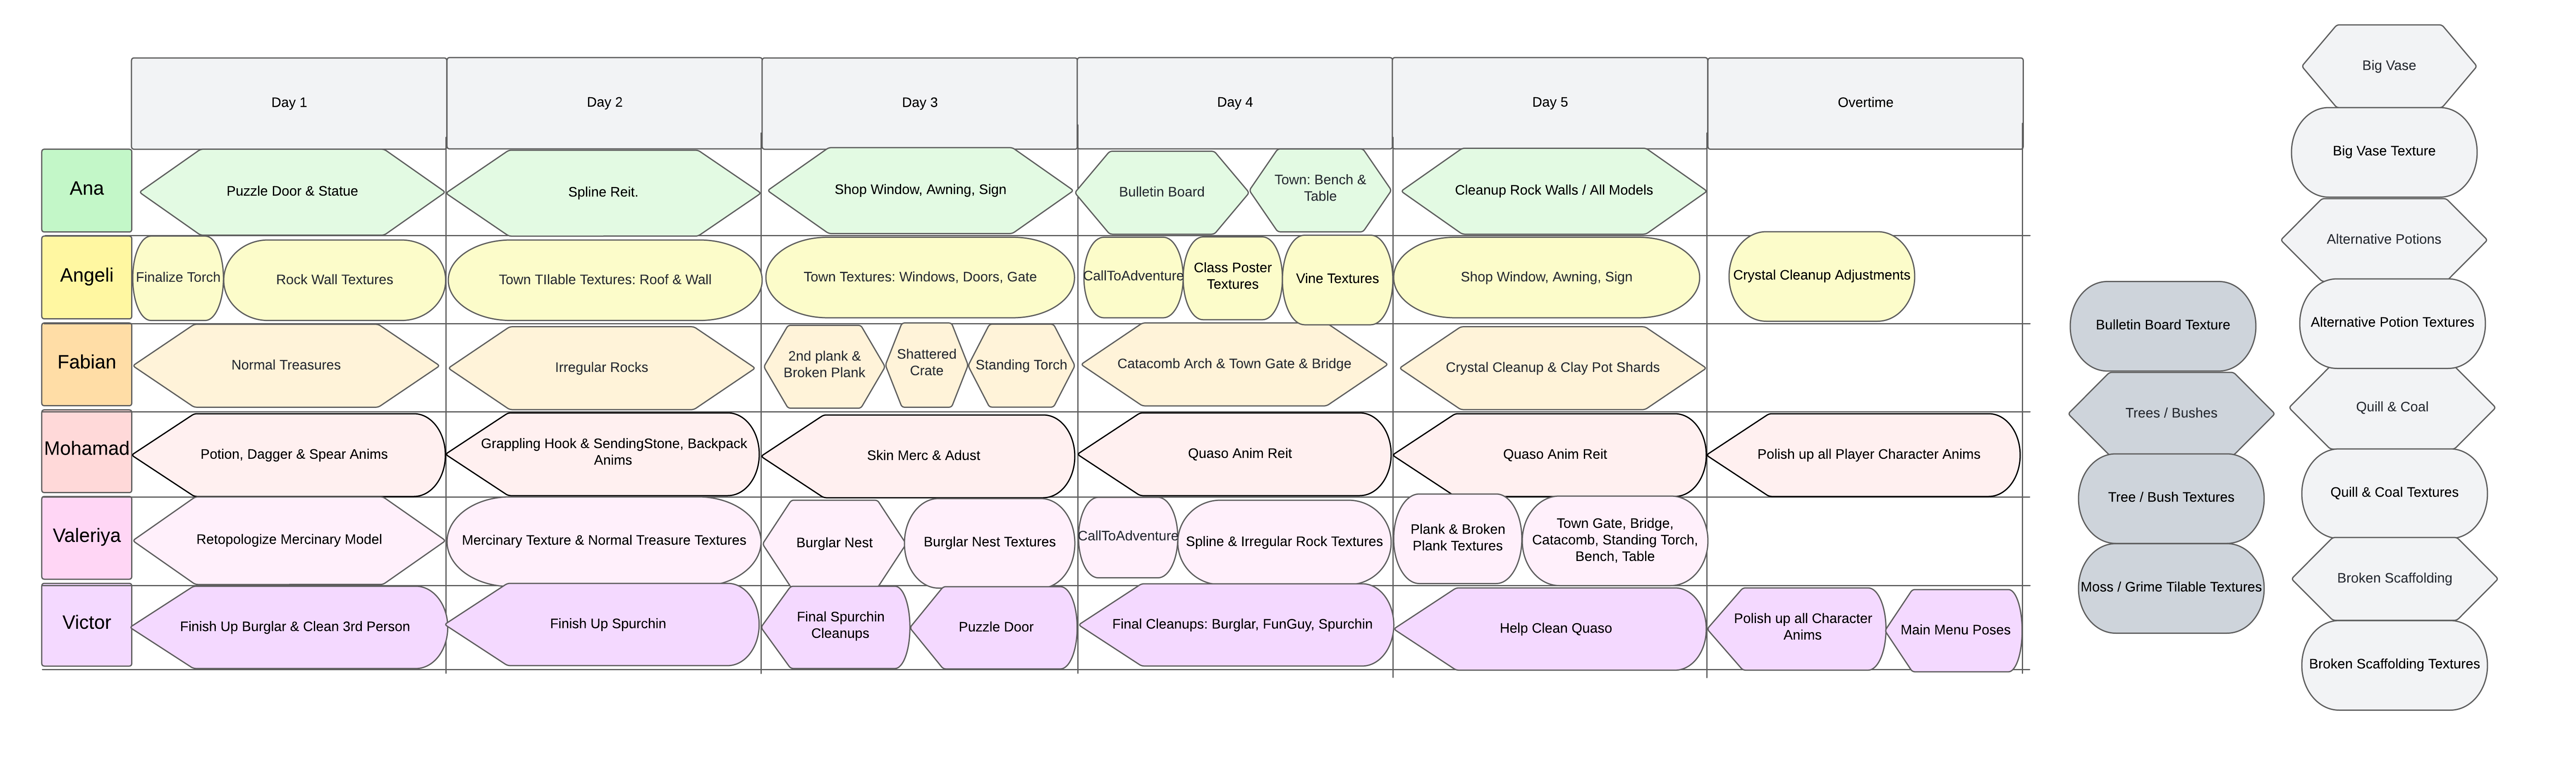 Day 1
Day 2
Day 3
Day 4
Day 5
Overtime
Ana
Puzzle Door & Statue
Spline Reit.
Shop Window, Awning, Sign
Bulletin Board
Town: Bench &
Table
Cleanup Rock Walls / All Models
Angeli
Finalize Torch
Rock Wall Textures
Town TIlable Textures: Roof & Wall
Town Textures: Windows, Doors, Gate
CallToAdventure
Class Poster
Textures
Vine Textures
Shop Window, Awning, Sign
Crystal Cleanup Adjustments
Fabian
Normal Treasures
Irregular Rocks
2nd plank &
Broken Plank
Shattered
Crate
Standing Torch
Catacomb Arch & Town Gate & Bridge
Crystal Cleanup & Clay Pot Shards
Mohamad
Potion, Dagger & Spear Anims
Grappling Hook & SendingStone, Backpack
Anims
Skin Merc & Adust
Quaso Anim Reit
Quaso Anim Reit
Polish up all Player Character Anims
Valeriya
Retopologize Mercinary Model
Mercinary Texture & Normal Treasure Textures
Burglar Nest
Burglar Nest Textures
CallToAdventure
Spline & Irregular Rock Textures
Plank & Broken
Plank Textures
Town Gate, Bridge,
Catacomb, Standing Torch,
Bench, Table
Victor
Finish Up Burglar & Clean 3rd Person
Finish Up Spurchin
Final Spurchin
Cleanups
Puzzle Door
Final Cleanups: Burglar, FunGuy, Spurchin
Help Clean Quaso
Polish up all Character
Anims
Main Menu Poses
Bulletin Board Texture
Trees / Bushes
Tree / Bush Textures
Moss / Grime Tilable Textures
Big Vase
Big Vase Texture
Alternative Potions
Alternative Potion Textures
Quill & Coal
Quill & Coal Textures
Broken Scaffolding
Broken Scaffolding Textures